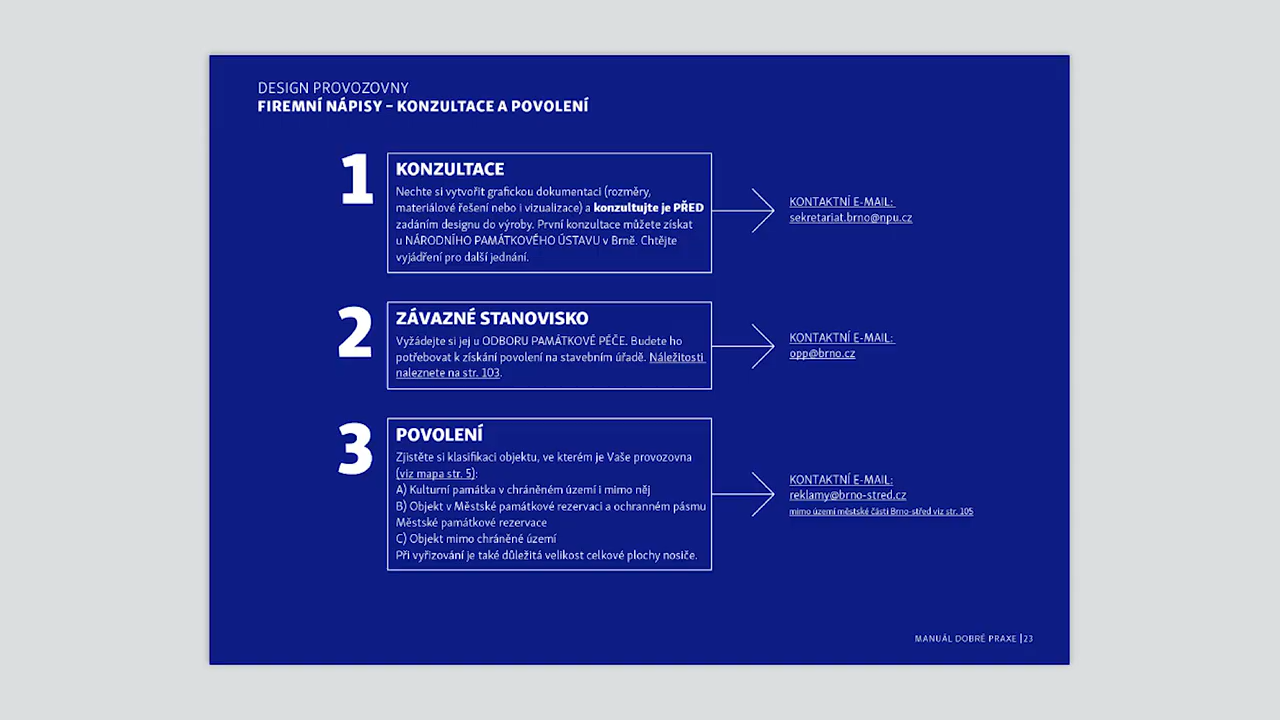 DESIGN PROVOZOVNY
FIREMNÍ NÁPISY – KONZULTACE A POVOLENÍ
1
KONZULTACE
Nechte si vytvořit grafickou dokumentaci (rozměry,
materiálové řešení nebo i vizualizace) a konzultujte je PŘED
zadáním designu do výroby. První konzultace můžete získat
u NÁRODNÍHO PAMÁTKOVÉHO ÚSTAVU v Brně. Chtějte
vyjádření pro další jednání.
KONTAKTNÍ E-MAIL:
sekretariat.brno@npu.cz
2
ZÁVAZNÉ STANOVISKO
Vyžádejte si jej u ODBORU PAMÁTKOVÉ PÉČE. Budete ho
potřebovat k získání povolení na stavebním úřadě. Náležitosti
naleznete na str. 103.
KONTAKTNÍ E-MAIL:
opp@brno.cz
3
POVOLENÍ
Zjistěte si klasifikaci objektu, ve kterém je Vaše provozovna
(viz mapa str. 5):
A) Kulturní památka v chráněném území i mimo něj
B) Objekt v Městské památkové rezervaci a ochranném pásmu
Městské památkové rezervace
C) Objekt mimo chráněné území
Při vyřizování je také důležitá velikost celkové plochy nosiče.
KONTAKTNÍ E-MAIL:
reklamy@brno-stred.cz
mimo území městské části Brno-střed viz str. 105
MANUÁL DOBRÉ PRAXE |23